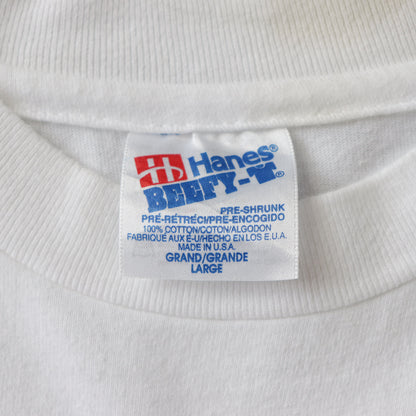 Hanes®
BEEFY-T®
PRE-SHRUNK
PRÉ-RÉTRÉCI/PRE-ENCOGIDO
100% COTTON/COTON/ALGODON
FABRIQUÉ AUX É-U/HECHO EN LOS E.U.A.
MADE IN U.S.A.
GRAND/GRANDE
LARGE